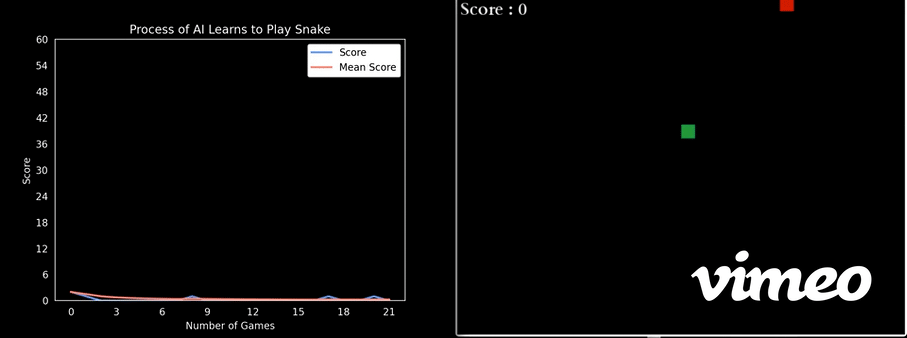 Process of AI Learns to Play Snake
Score
Mean Score
60
54
48
42
36
30
24
18
12
6
0
Score
0 3 6 9 12 15 18 21
Number of Games
Score : 0
vimeo